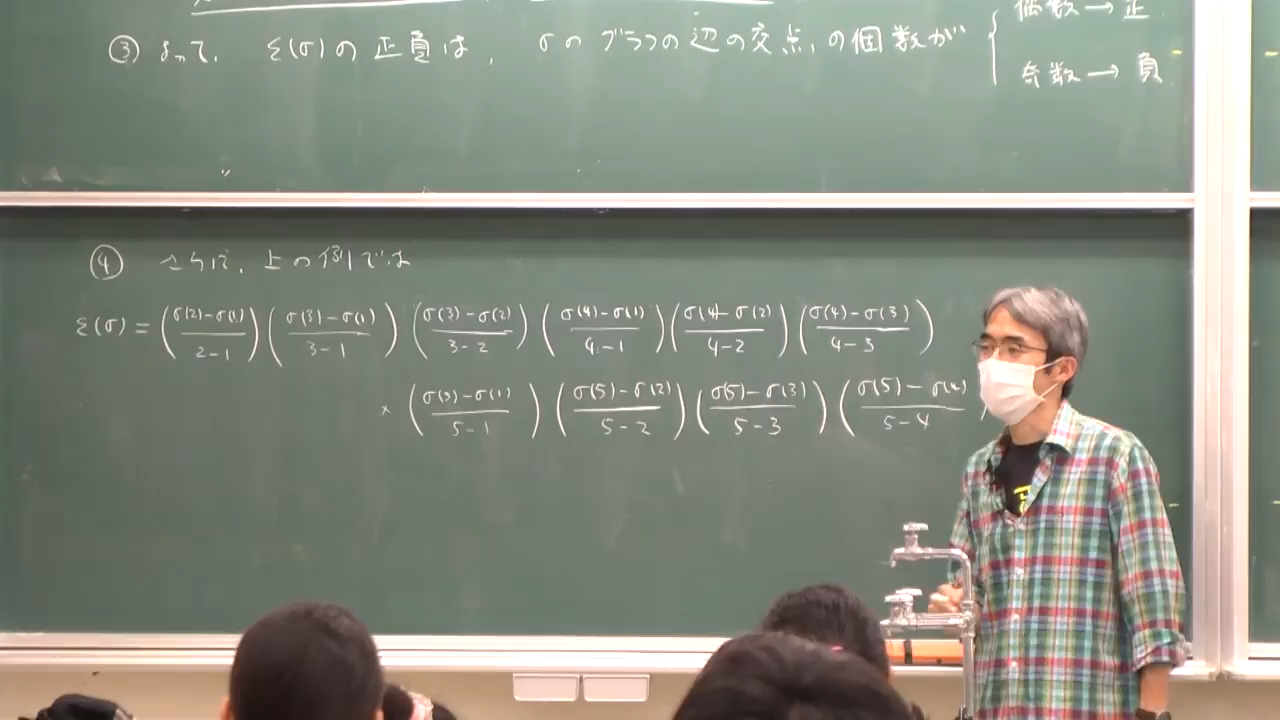 ③ よって、 ε(σ) の 正負 は, σ の グラフの 辺 の 交点 の 個数 が { 偶数 → 正
奇数 → 負
④ さらに, 上の例では
ε(σ) = ( (σ(2)-σ(1))/(2-1) ) ( (σ(3)-σ(1))/(3-1) ) ( (σ(3)-σ(2))/(3-2) ) ( (σ(4)-σ(1))/(4-1) ) ( (σ(4)-σ(2))/(4-2) ) ( (σ(4)-σ(3))/(4-3) )
× ( (σ(5)-σ(1))/(5-1) ) ( (σ(5)-σ(2))/(5-2) ) ( (σ(5)-σ(3))/(5-3) ) ( (σ(5)-σ(4))/(5-4) )